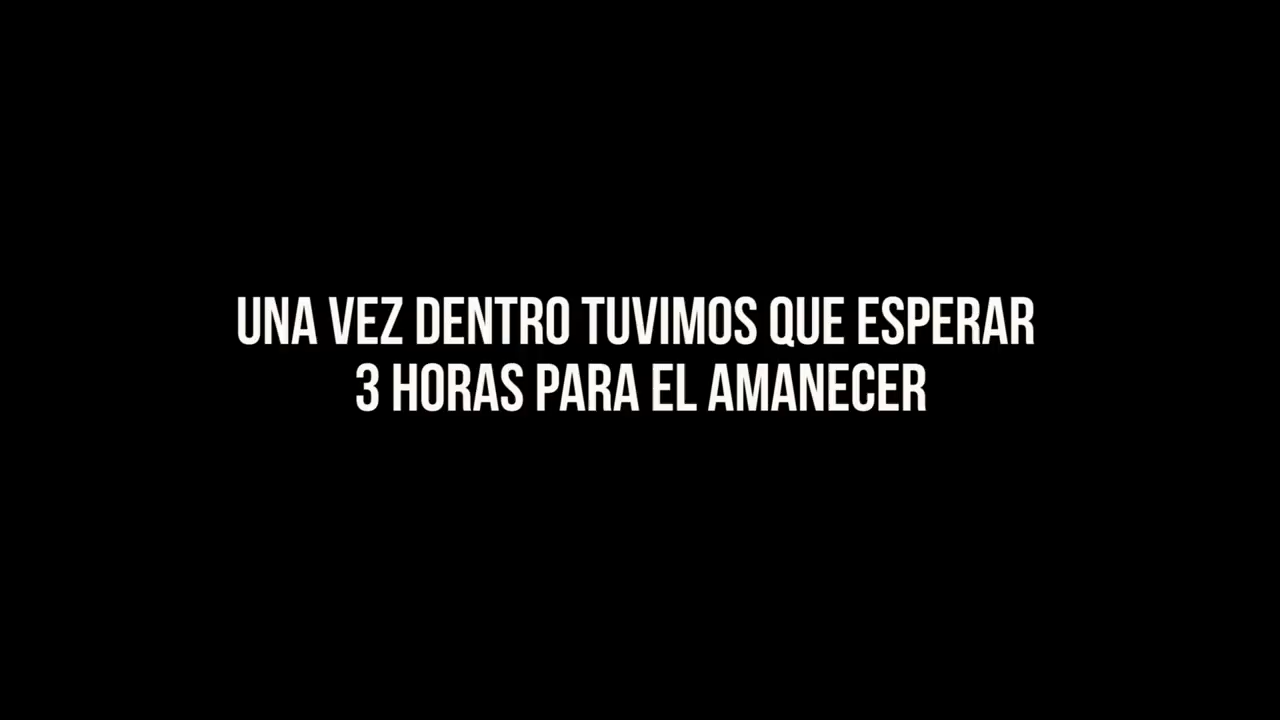 UNA VEZ DENTRO TUVIMOS QUE ESPERAR
3 HORAS PARA EL AMANECER